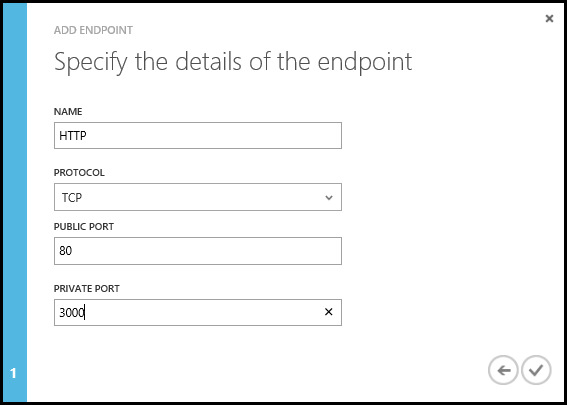 ADD ENDPOINT
Specify the details of the endpoint
NAME
HTTP
PROTOCOL
TCP
PUBLIC PORT
80
PRIVATE PORT
3000
1